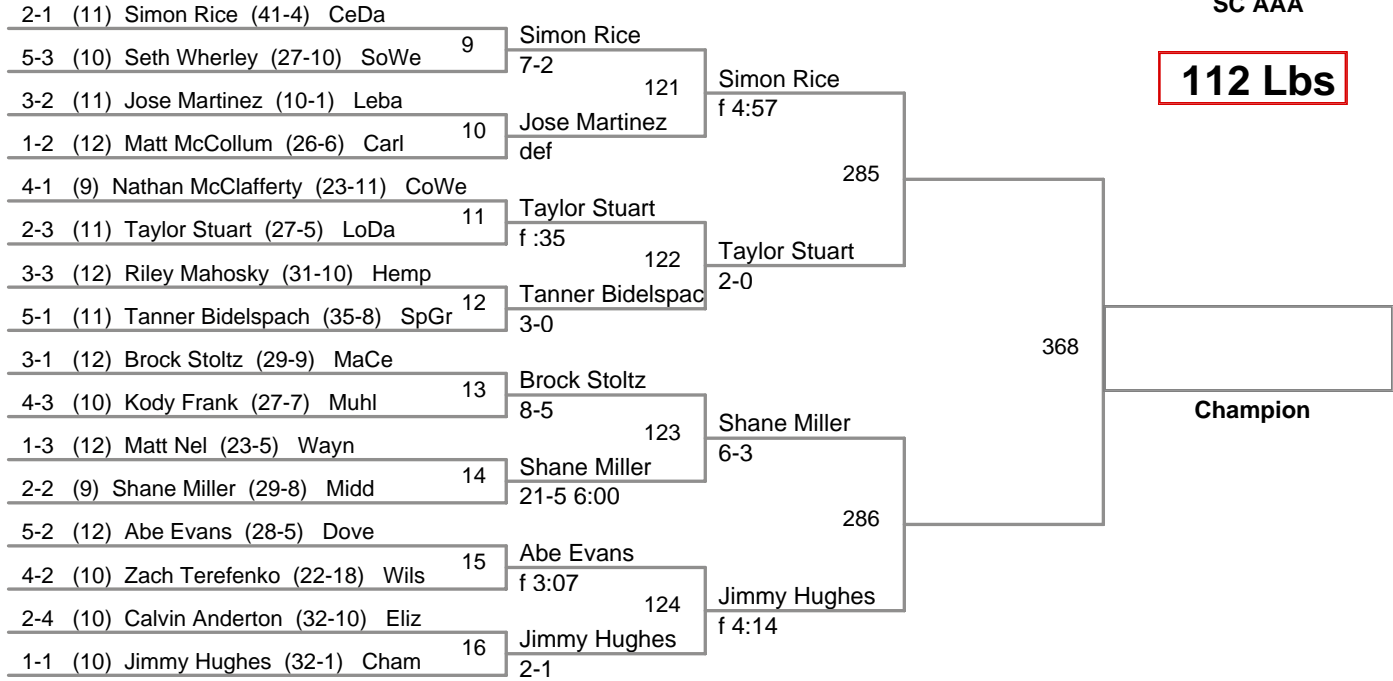 SC AAA
112 Lbs
2-1 (11) Simon Rice (41-4) CeDa
5-3 (10) Seth Wherley (27-10) SoWe
3-2 (11) Jose Martinez (10-1) Leba
1-2 (12) Matt McCollum (26-6) Carl
4-1 (9) Nathan McClafferty (23-11) CoWe
2-3 (11) Taylor Stuart (27-5) LoDa
3-3 (12) Riley Mahosky (31-10) Hemp
5-1 (11) Tanner Bidelspach (35-8) SpGr
3-1 (12) Brock Stoltz (29-9) MaCe
4-3 (10) Kody Frank (27-7) Muhl
1-3 (12) Matt Nel (23-5) Wayn
2-2 (9) Shane Miller (29-8) Midd
5-2 (12) Abe Evans (28-5) Dove
4-2 (10) Zach Terefenko (22-18) Wils
2-4 (10) Calvin Anderton (32-10) Eliz
1-1 (10) Jimmy Hughes (32-1) Cham
9
10
11
12
13
14
15
16
Simon Rice
7-2
Jose Martinez
def
Taylor Stuart
f :35
Tanner Bidelspac
3-0
Brock Stoltz
8-5
Shane Miller
21-5 6:00
Abe Evans
f 3:07
Jimmy Hughes
2-1
121
122
123
124
Simon Rice
f 4:57
Taylor Stuart
2-0
Shane Miller
6-3
Jimmy Hughes
f 4:14
285
286
368
Champion